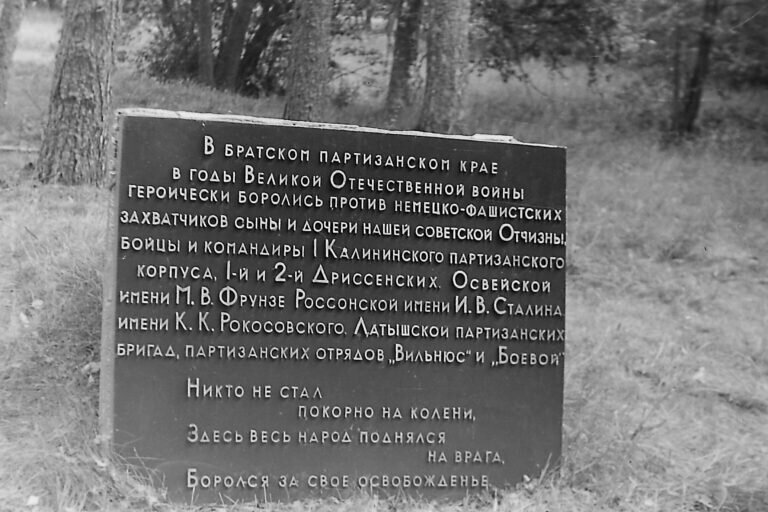 В братском партизанском крае
в годы Великой Отечественной войны
героически боролись против немецко-фашистских
захватчиков сыны и дочери нашей советской Отчизны,
бойцы и командиры I Калининского партизанского
корпуса, 1-й и 2-й Дриссенских, Освейской
имени М. В. Фрунзе Россонской имени И. В. Сталина,
имени К. К. Рокосовского, Латышской партизанских
бригад, партизанских отрядов „Вильнюс“ и „Боевой“
Никто не стал
покорно на колени,
Здесь весь народ поднялся
на врага,
Боролся за свое освобожденье.